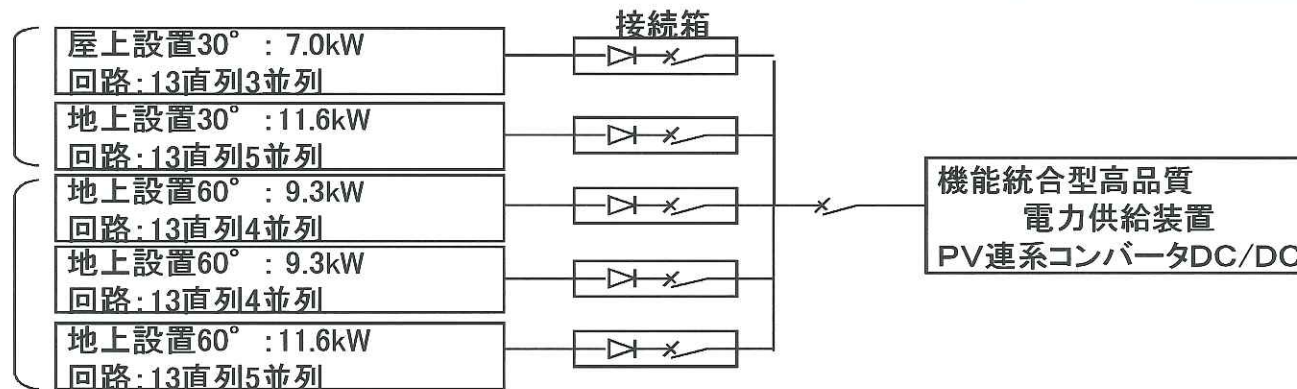 接続箱
屋上設置30° : 7.0kW
回路:13直列3並列
地上設置30° :11.6kW
回路:13直列5並列
地上設置60° : 9.3kW
回路:13直列4並列
地上設置60° : 9.3kW
回路:13直列4並列
地上設置60° :11.6kW
回路:13直列5並列
機能統合型高品質
電力供給装置
PV連系コンバータDC/DC